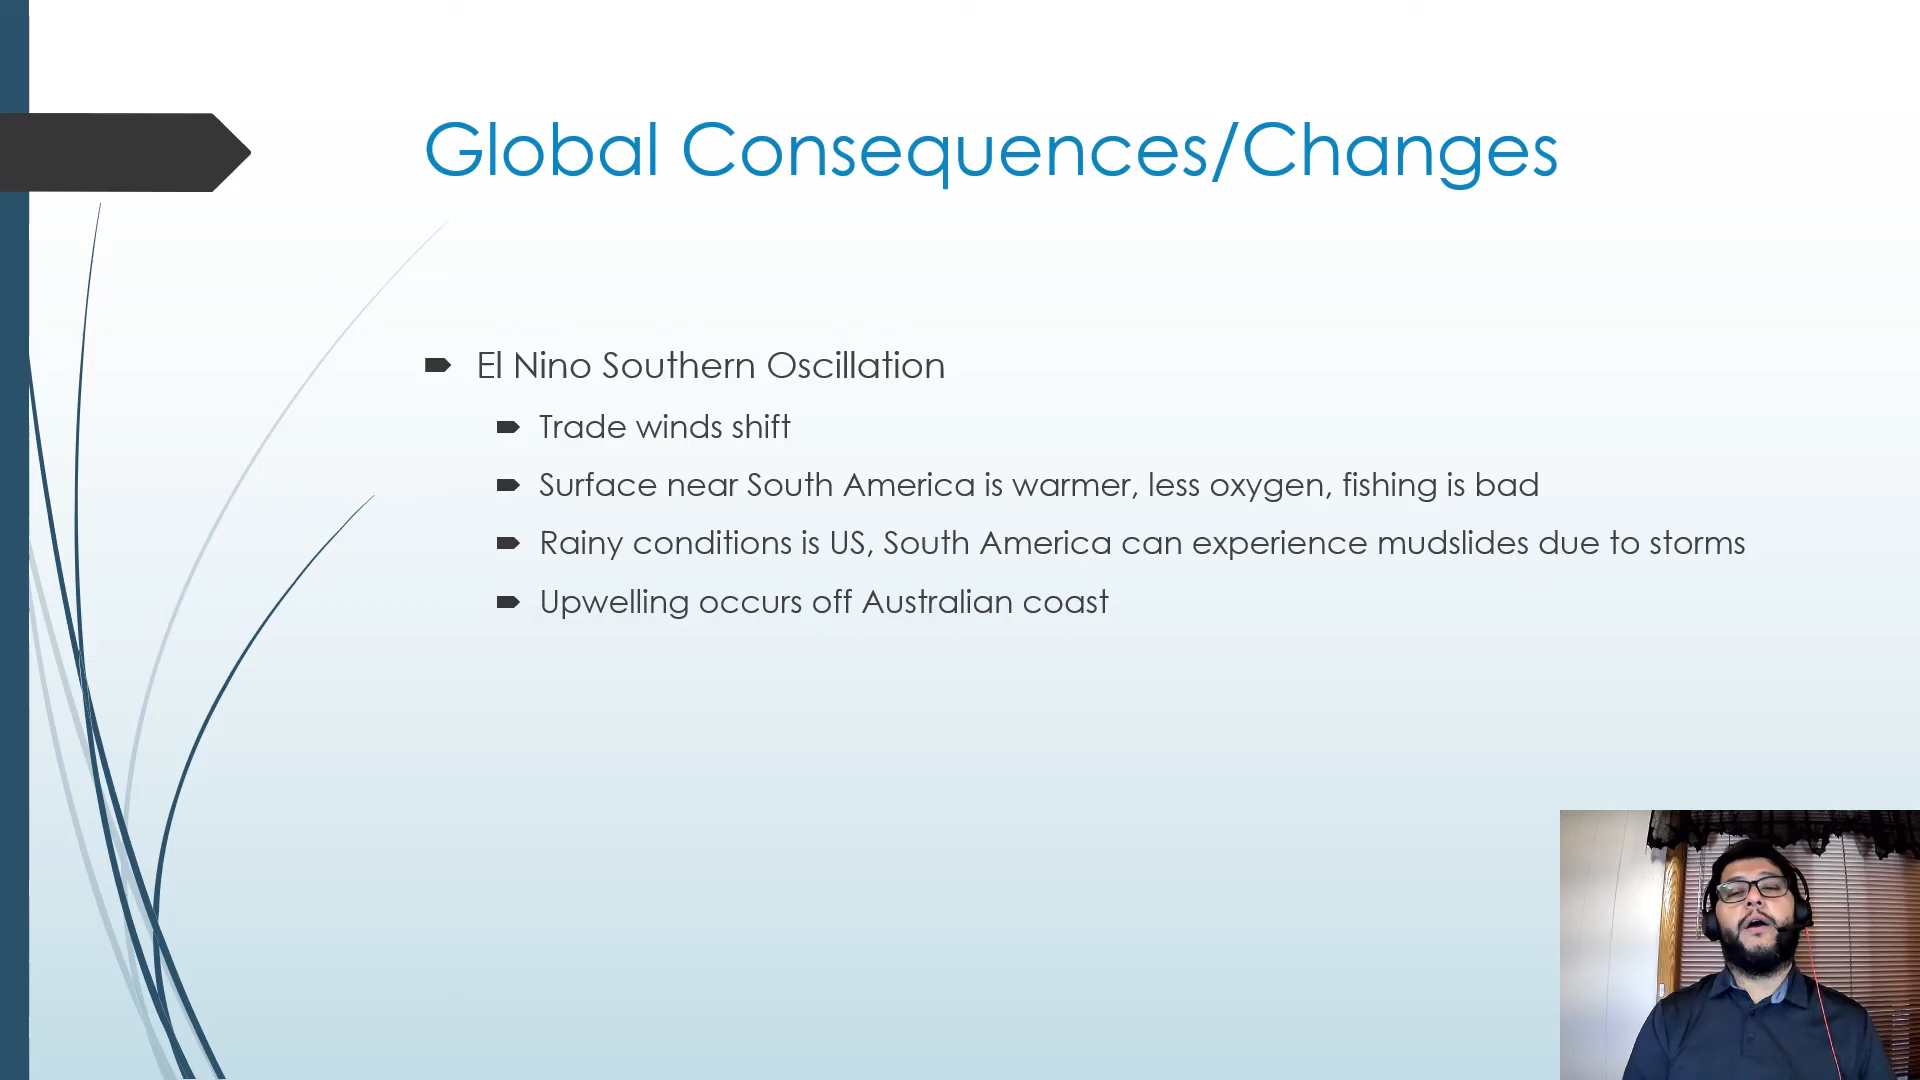 Global Consequences/Changes
El Nino Southern Oscillation
Trade winds shift
Surface near South America is warmer, less oxygen, fishing is bad
Rainy conditions is US, South America can experience mudslides due to storms
Upwelling occurs off Australian coast